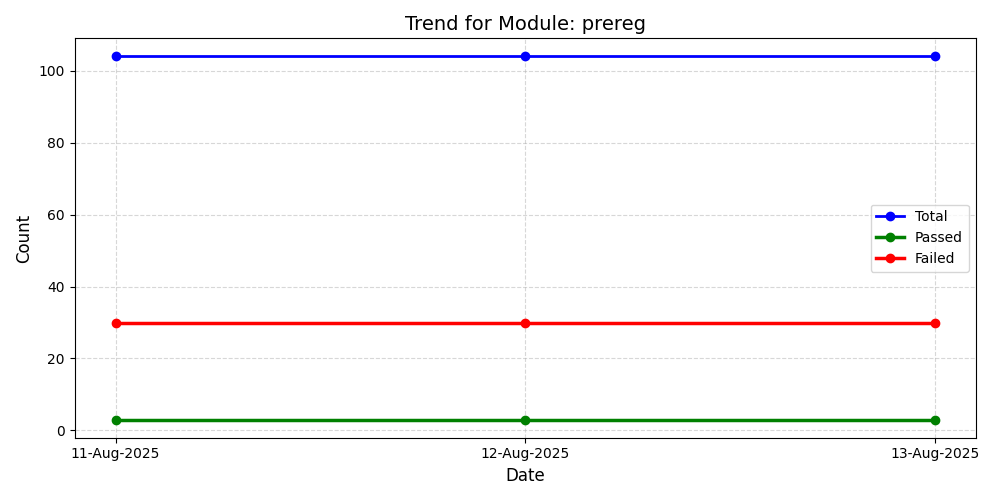 Trend for Module: prereg
Count
100
80
60
40
20
0
Total
Passed
Failed
11-Aug-2025
12-Aug-2025
13-Aug-2025
Date